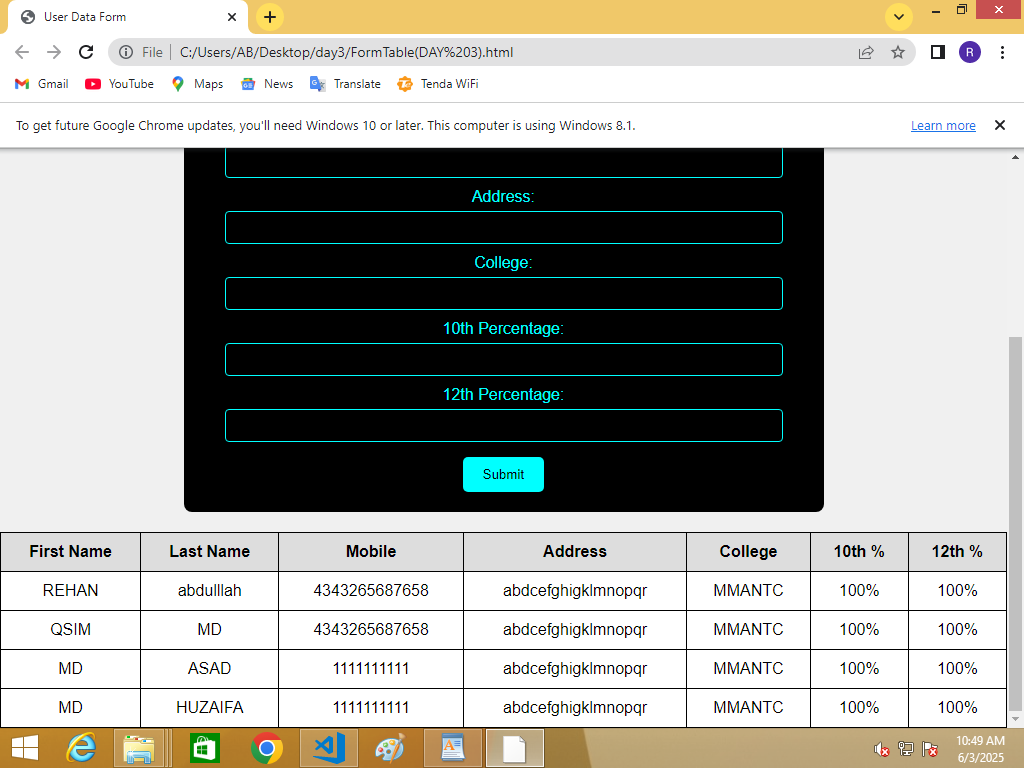 User Data Form
File C:/Users/AB/Desktop/day3/FormTable(DAY%203).html R
Gmail YouTube Maps News Translate Tenda WiFi
To get future Google Chrome updates, you'll need Windows 10 or later. This computer is using Windows 8.1. Learn more
Address:
College:
10th Percentage:
12th Percentage:
Submit
First Name Last Name Mobile Address College 10th % 12th %
REHAN abdulllah 4343265687658 abdcefghigklmnopqr MMANTC 100% 100%
QSIM MD 4343265687658 abdcefghigklmnopqr MMANTC 100% 100%
MD ASAD 1111111111 abdcefghigklmnopqr MMANTC 100% 100%
MD HUZAIFA 1111111111 abdcefghigklmnopqr MMANTC 100% 100%
10:49 AM
6/3/2025